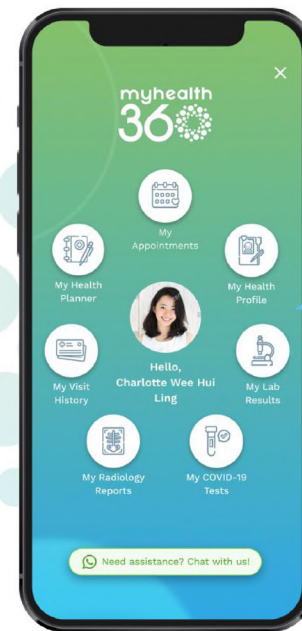 myhealth
360
My
Appointments
My Health
Planner
My Health
Profile
Hello,
Charlotte Wee Hui
Ling
My Visit
History
My Lab
Results
My Radiology
Reports
My COVID-19
Tests
Need assistance? Chat with us!